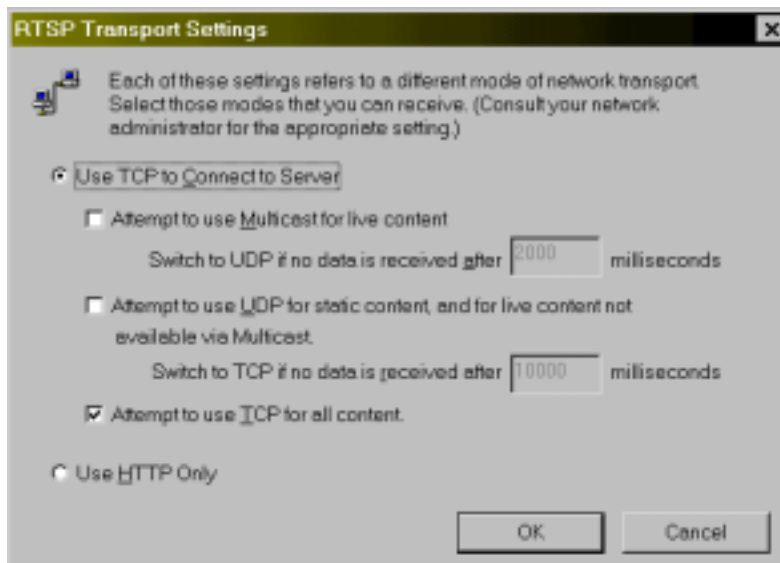 RTSP Transport Settings
Each of these settings refers to a different mode of network transport.
Select those modes that you can receive. (Consult your network
administrator for the appropriate setting.)
Use TCP to Connect to Server
Attempt to use Multicast for live content
Switch to UDP if no data is received after 2000 milliseconds
Attempt to use UDP for static content, and for live content not
available via Multicast.
Switch to TCP if no data is received after 10000 milliseconds
Attempt to use TCP for all content.
Use HTTP Only
OK Cancel